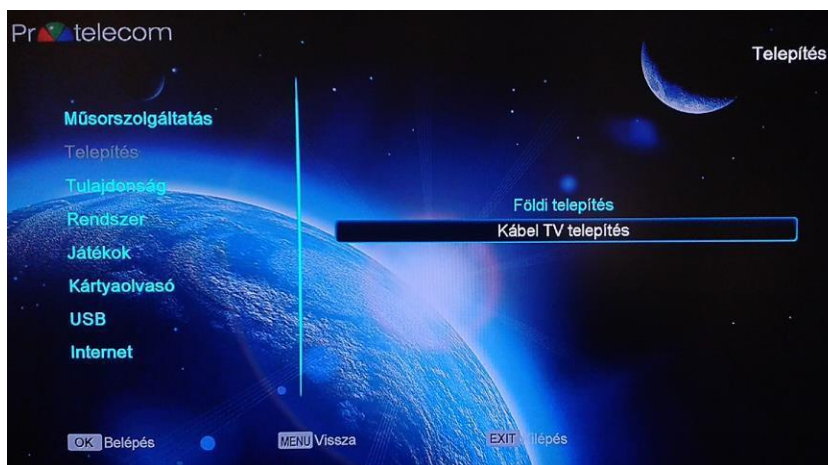 Pr telecom
Telepítés
Műsorszolgáltatás
Telepítés
Tulajdonság
Rendszer
Játékok
Kártyaolvasó
USB
Internet
Földi telepítés
Kábel TV telepítés
OK Belépés
MENU Vissza
EXIT Kilépés